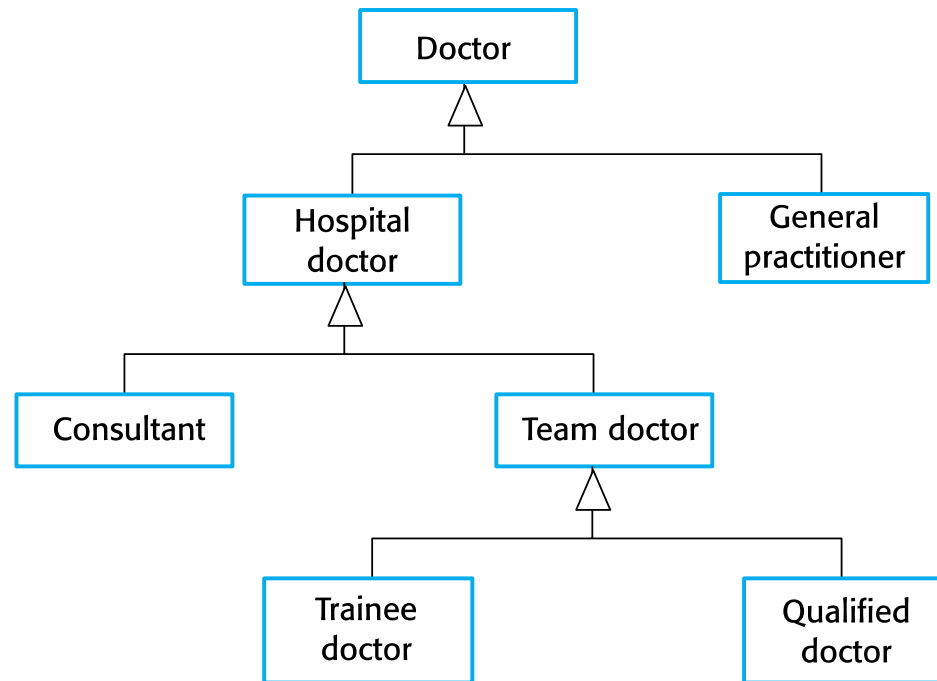 Doctor
Hospital
doctor
General
practitioner
Consultant
Team doctor
Trainee
doctor
Qualified
doctor